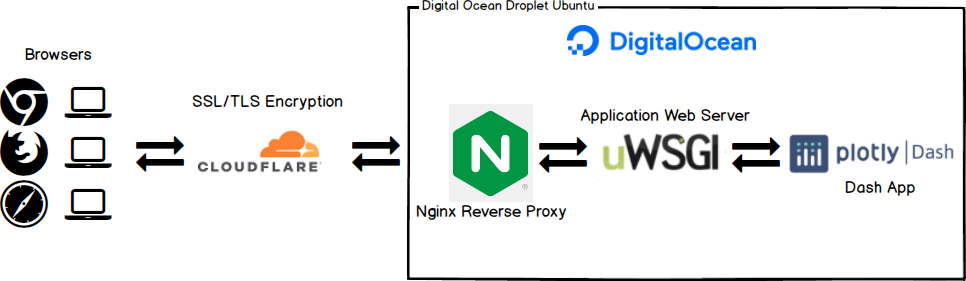 Digital Ocean Droplet Ubuntu
DigitalOcean
Browsers
SSL/TLS Encryption
CLOUDFLARE
N
®
Nginx Reverse Proxy
Application Web Server
uWSGI
plotly | Dash
Dash App